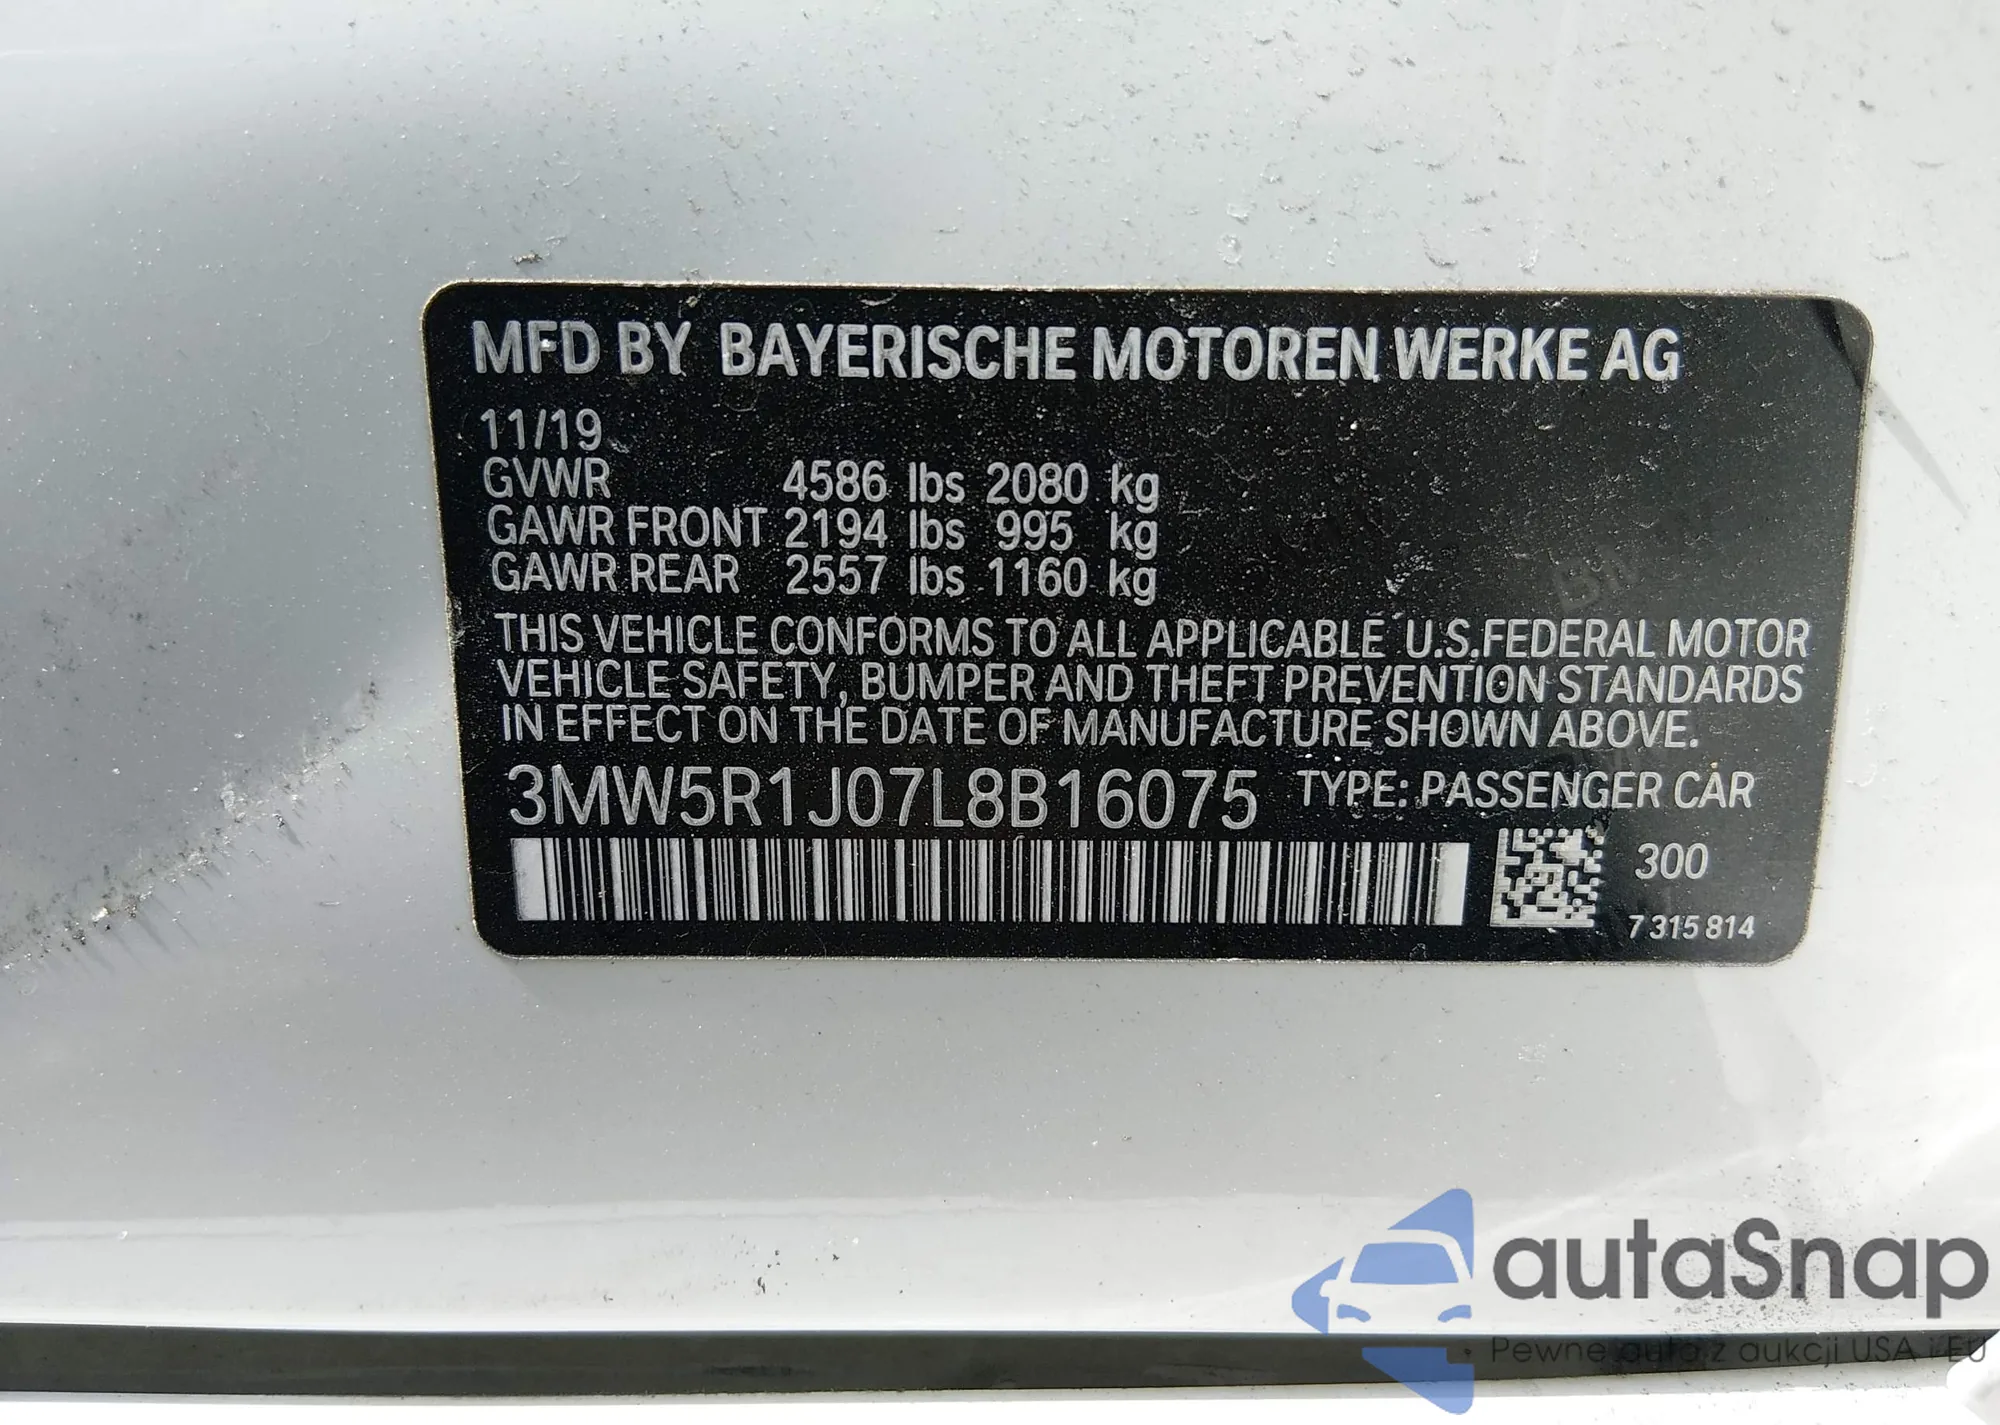 MFD BY BAYERISCHE MOTOREN WERKE AG
11/19
GVWR 4586 lbs 2080 kg
GAWR FRONT 2194 lbs 995 kg
GAWR REAR 2557 lbs 1160 kg
THIS VEHICLE CONFORMS TO ALL APPLICABLE U.S.FEDERAL MOTOR
VEHICLE SAFETY, BUMPER AND THEFT PREVENTION STANDARDS
IN EFFECT ON THE DATE OF MANUFACTURE SHOWN ABOVE.
3MW5R1J07L8B16075 TYPE: PASSENGER CAR
300
7 315 814
autaSnap
Pewne auta z aukcji USA i EU